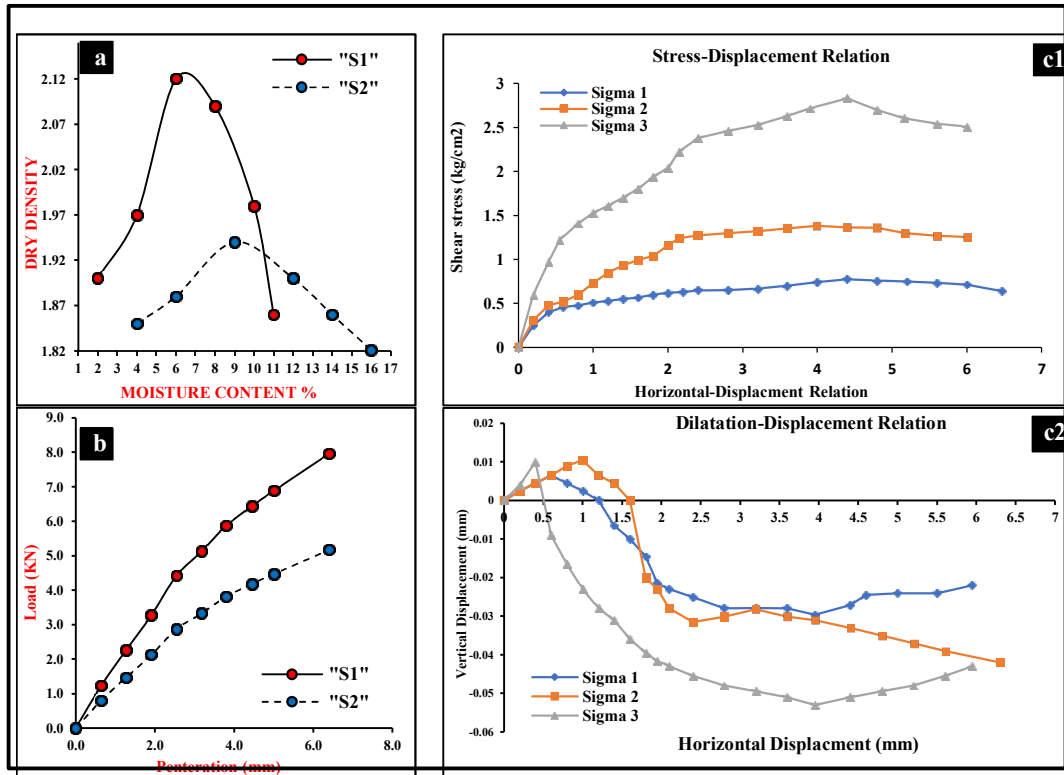 a
"S1"
"S2"
DRY DENSITY
2.12
2.07
2.02
1.97
1.92
1.87
1.82
1 2 3 4 5 6 7 8 9 10 11 12 13 14 15 16 17
MOISTURE CONTENT %
c1
Stress-Displacement Relation
Sigma 1
Sigma 2
Sigma 3
Shear stress (kg/cm2)
3
2.5
2
1.5
1
0.5
0
0 1 2 3 4 5 6 7
Horizontal-Displacment Relation
b
Load (KN)
9.0
8.0
7.0
6.0
5.0
4.0
3.0
2.0
1.0
0.0
"S1"
"S2"
0.0 2.0 4.0 6.0 8.0
Penteration (mm)
c2
Dilatation-Displacement Relation
Vertical Displacement (mm)
0.02
0.01
0
-0.01
-0.02
-0.03
-0.04
-0.05
-0.06
0 0.5 1 1.5 2 2.5 3 3.5 4 4.5 5 5.5 6 6.5 7
Sigma 1
Sigma 2
Sigma 3
Horizontal Displacment (mm)